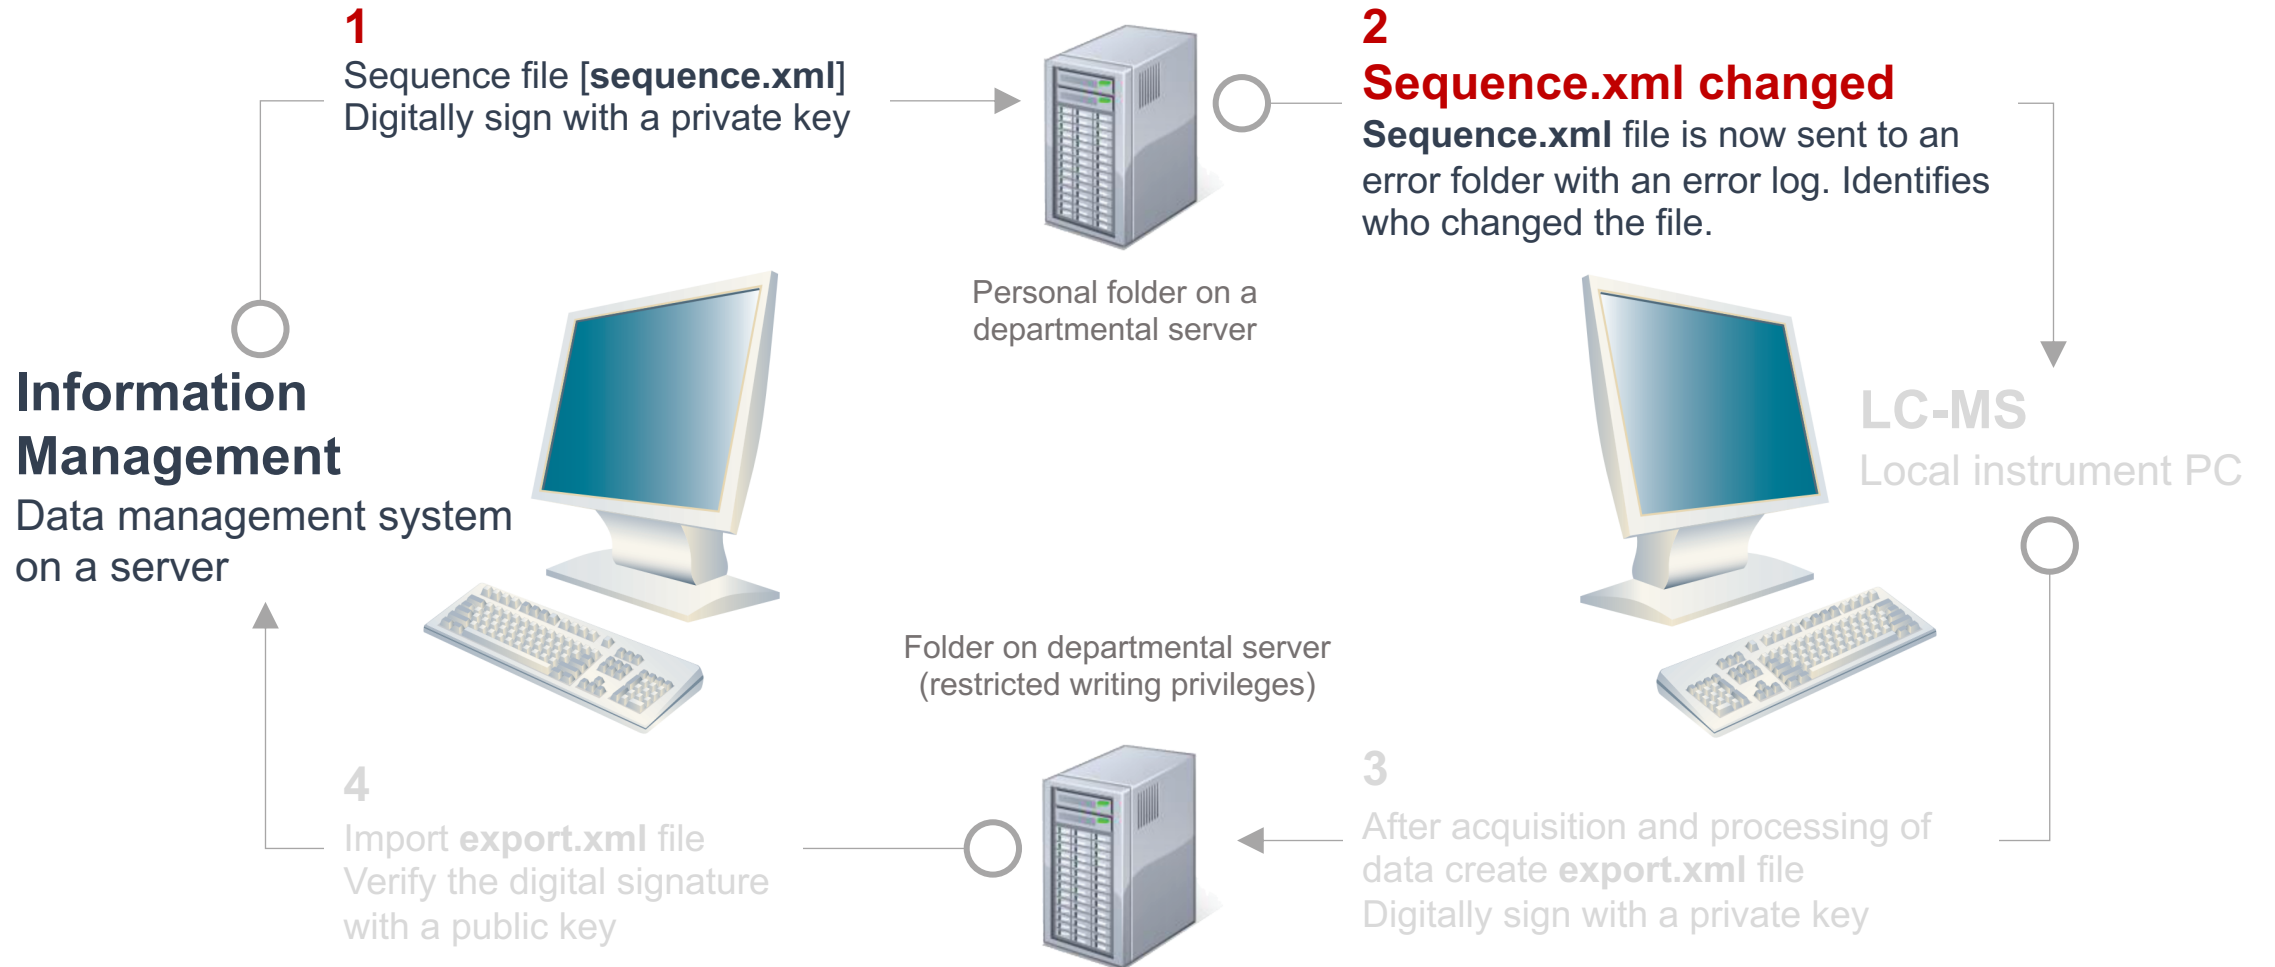 1
Sequence file [sequence.xml]
Digitally sign with a private key
2
Sequence.xml changed
Sequence.xml file is now sent to an
error folder with an error log. Identifies
who changed the file.
Personal folder on a
departmental server
Information
Management
Data management system
on a server
LC-MS
Local instrument PC
Folder on departmental server
(restricted writing privileges)
3
After acquisition and processing of
data create export.xml file
Digitally sign with a private key
4
Import export.xml file
Verify the digital signature
with a public key